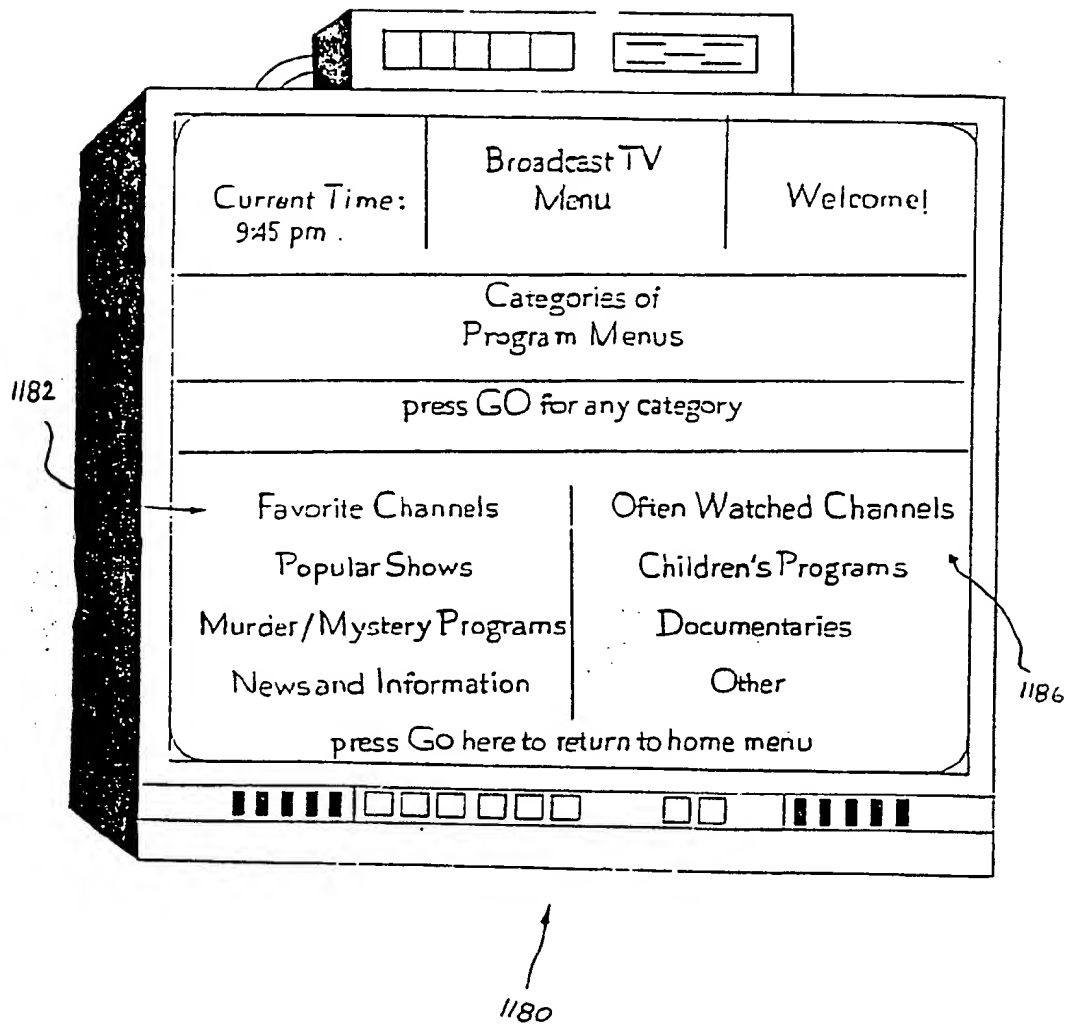 Broadcast TV
Menu
Current Time:
9:45 pm .
Welcome!
Categories of
Program Menus
press GO for any category
1182
Favorite Channels
Often Watched Channels
Popular Shows
Children's Programs
Murder/Mystery Programs
Documentaries
News and Information
Other
1186
press Go here to return to home menu
1180